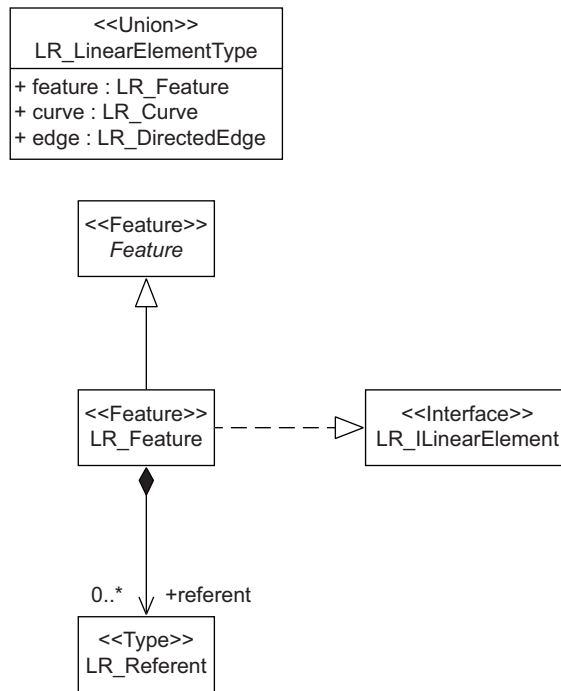 <<Union>>
LR_LinearElementType
+ feature : LR_Feature
+ curve : LR_Curve
+ edge : LR_DirectedEdge
<<Feature>>
Feature
<<Feature>>
LR_Feature
<<Interface>>
LR_ILinearElement
0..* +referent
<<Type>>
LR_Referent